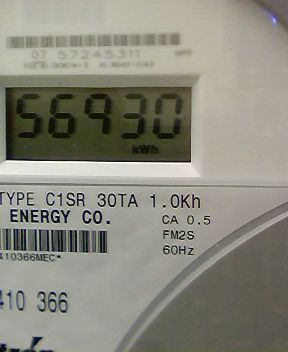 07 57245311
56930
kWh
TYPE C1SR 30TA 1.0Kh
ENERGY CO. CA 0.5
FM2S
410366MEC*
60Hz
410 366